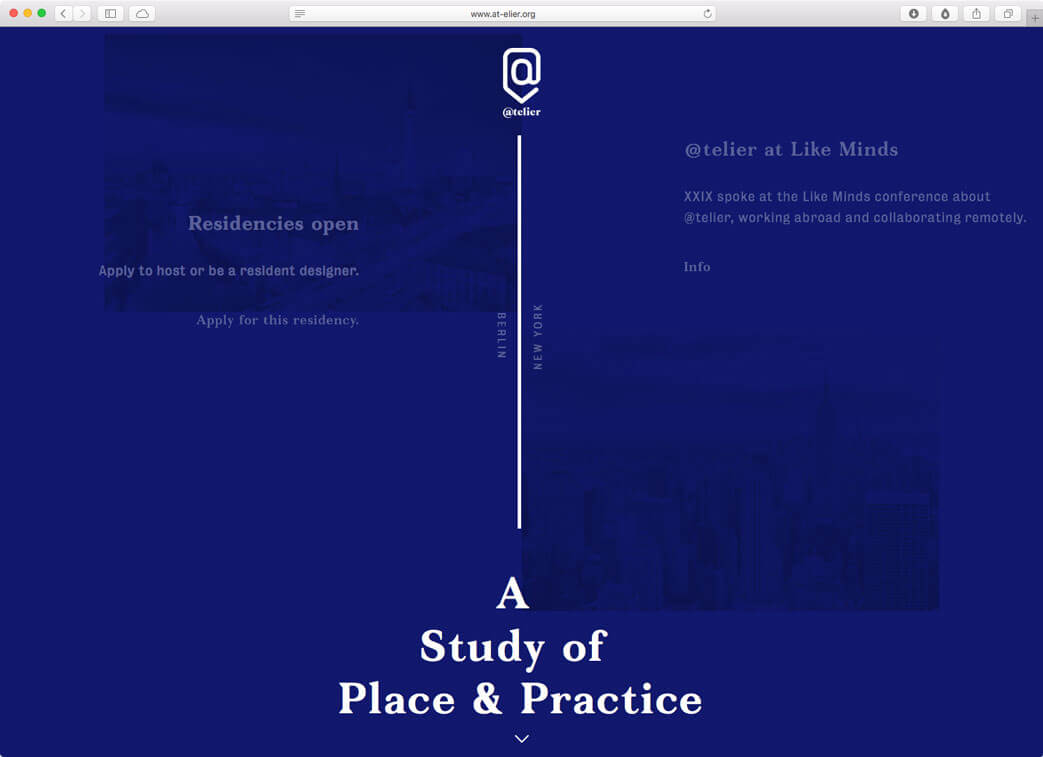 www.at-elier.org
@
@telier
@telier at Like Minds
XXIX spoke at the Like Minds conference about
@telier, working abroad and collaborating remotely.
Info
Residencies open
Apply to host or be a resident designer.
Apply for this residency.
BERLIN
NEW YORK
A
Study of
Place & Practice